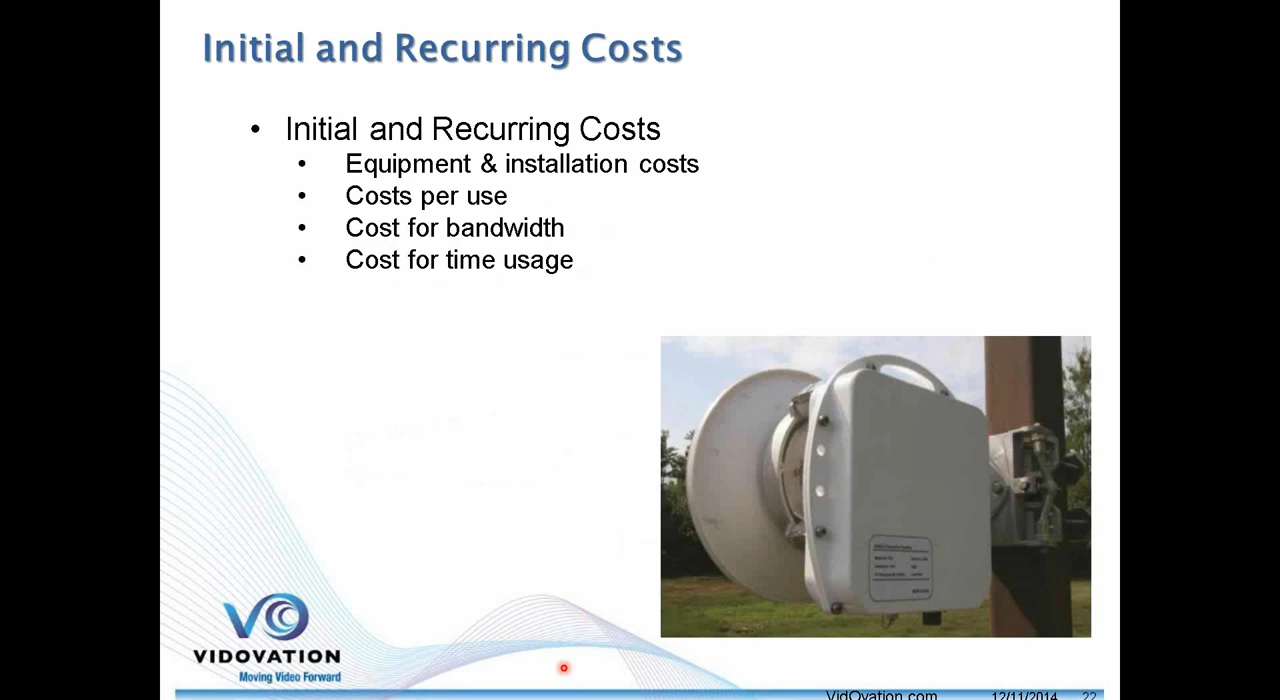 Initial and Recurring Costs
• Initial and Recurring Costs
• Equipment & installation costs
• Costs per use
• Cost for bandwidth
• Cost for time usage
VIDOVATION
Moving Video Forward
VidOvation.com 12/11/2014 22